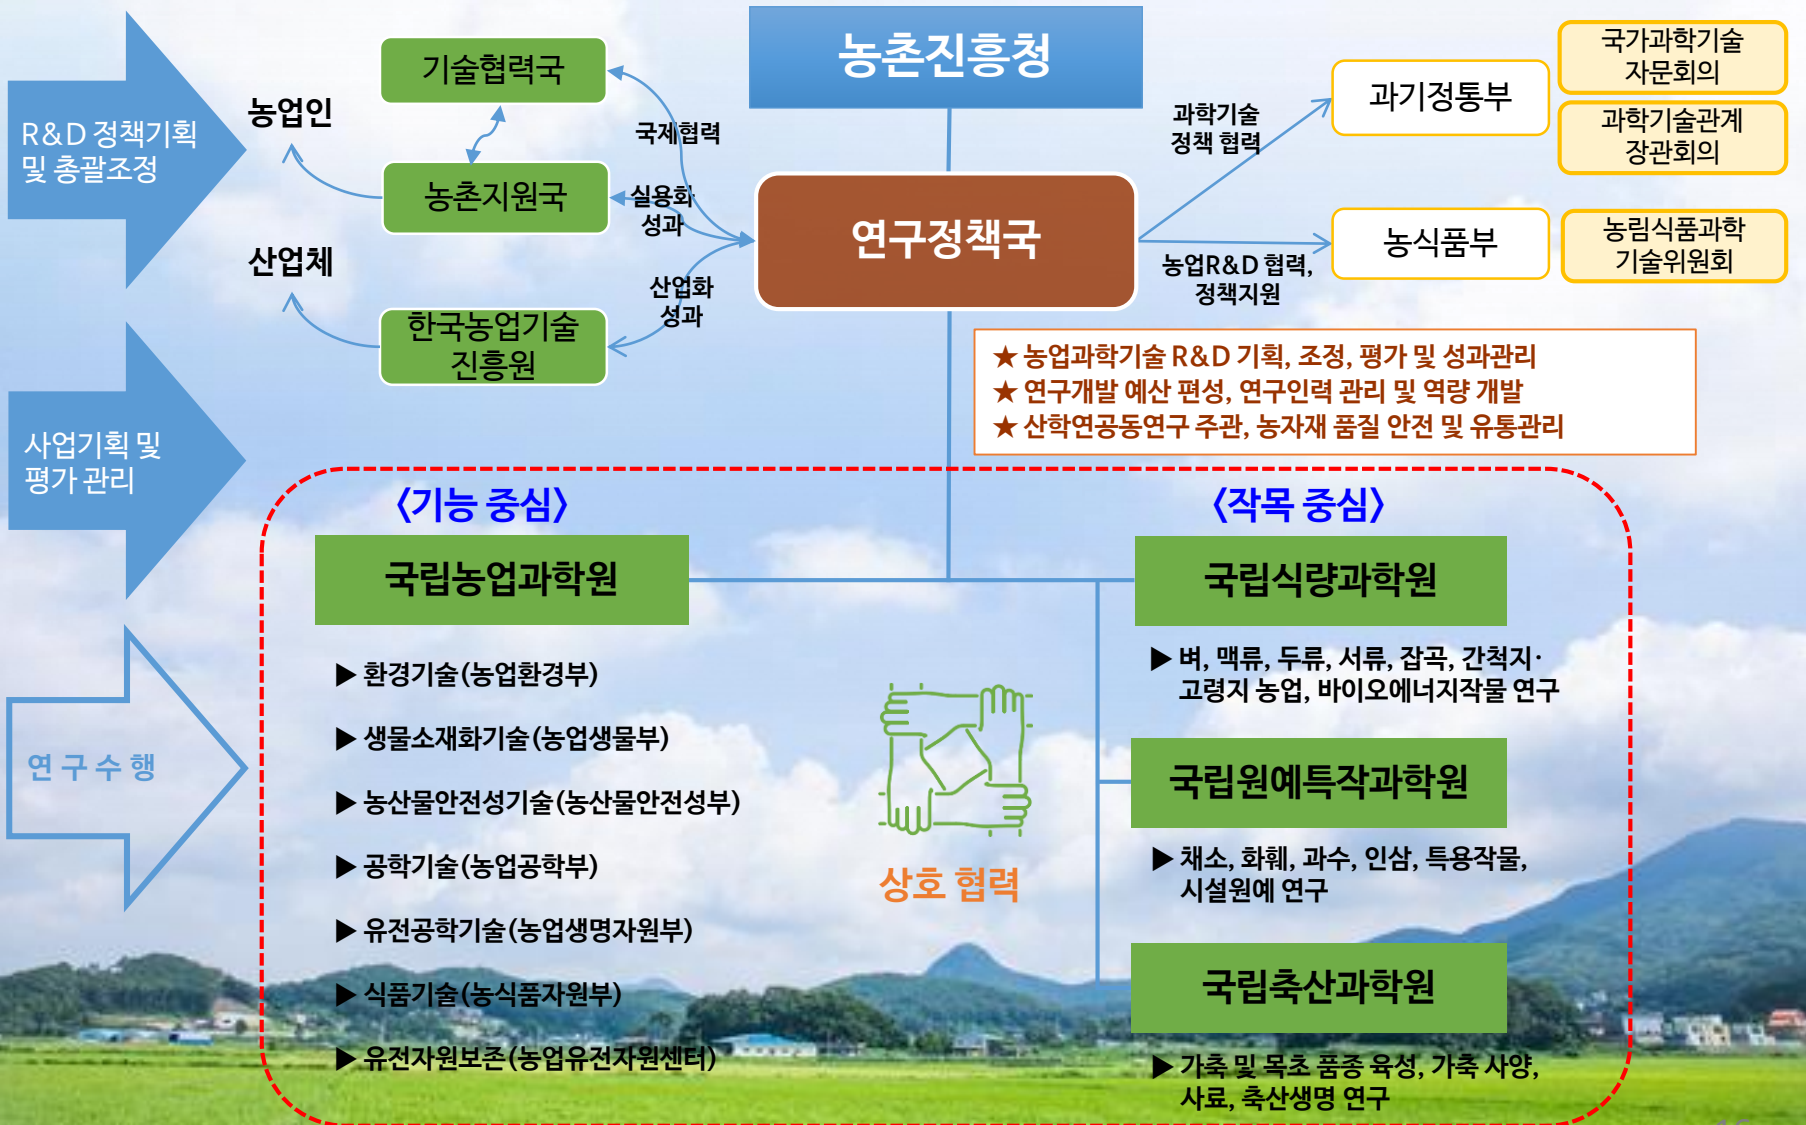 농촌진흥청
R&D 정책기획
및 총괄조정
농업인
산업체
기술협력국
농촌지원국
한국농업기술
진흥원
국제협력
실용화
성과
산업화
성과
연구정책국
과학기술
정책 협력
농업R&D 협력,
정책지원
과기정통부
농식품부
국가과학기술
자문회의
과학기술관계
장관회의
농림식품과학
기술위원회
★ 농업과학기술 R&D 기획, 조정, 평가 및 성과관리
★ 연구개발 예산 편성, 연구인력 관리 및 역량 개발
★ 산학연공동연구 주관, 농자재 품질 안전 및 유통관리
사업기획 및
평가 관리
연 구 수 행
〈기능 중심〉
국립농업과학원
▶ 환경기술(농업환경부)
▶ 생물소재화기술(농업생물부)
▶ 농산물안전성기술(농산물안전성부)
▶ 공학기술(농업공학부)
▶ 유전공학기술(농업생명자원부)
▶ 식품기술(농식품자원부)
▶ 유전자원보존(농업유전자원센터)
상호 협력
〈작목 중심〉
국립식량과학원
▶ 벼, 맥류, 두류, 서류, 잡곡, 간척지·
고령지 농업, 바이오에너지작물 연구
국립원예특작과학원
▶ 채소, 화훼, 과수, 인삼, 특용작물,
시설원예 연구
국립축산과학원
▶ 가축 및 목초 품종 육성, 가축 사양,
사료, 축산생명 연구